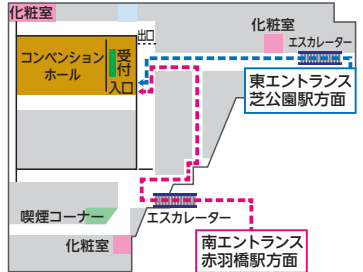 化粧室
出口
化粧室
エスカレーター
コンベンション
ホール
受付
入口
東エントランス
芝公園駅方面
喫煙コーナー
エスカレーター
化粧室
南エントランス
赤羽橋駅方面